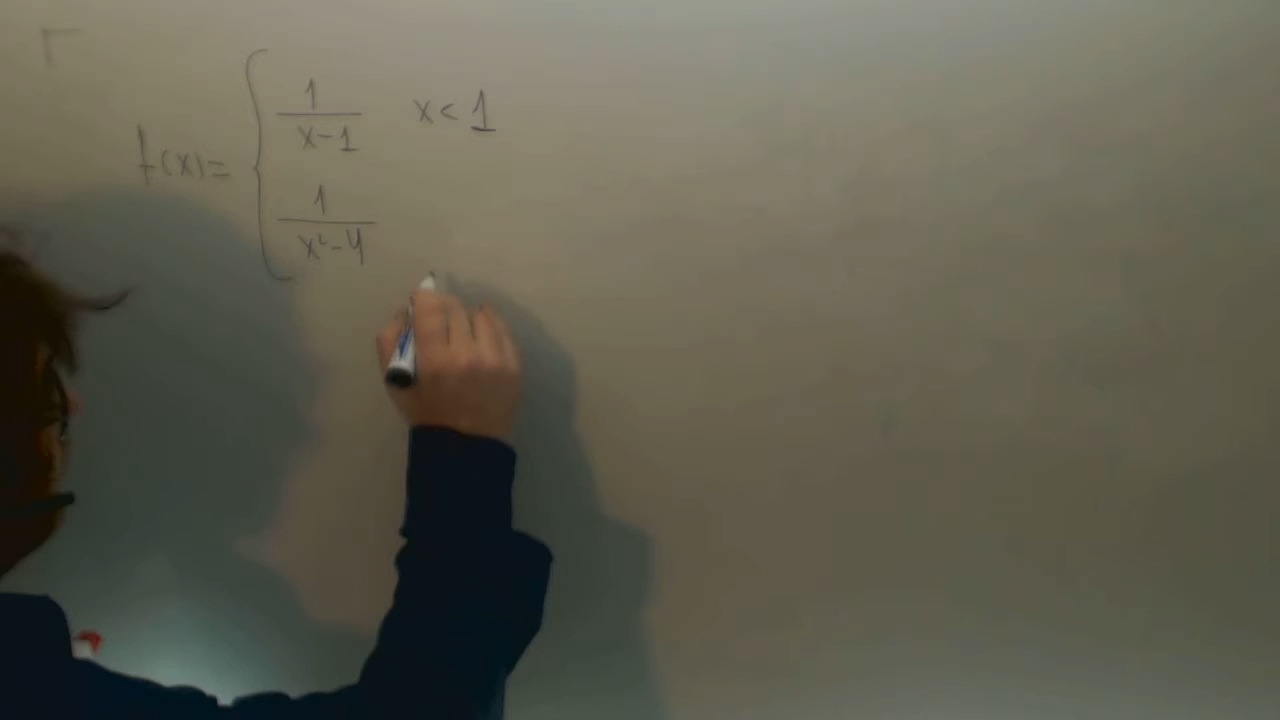 f(x) = { 1/(x-1)   x < 1
1/(x²-4)